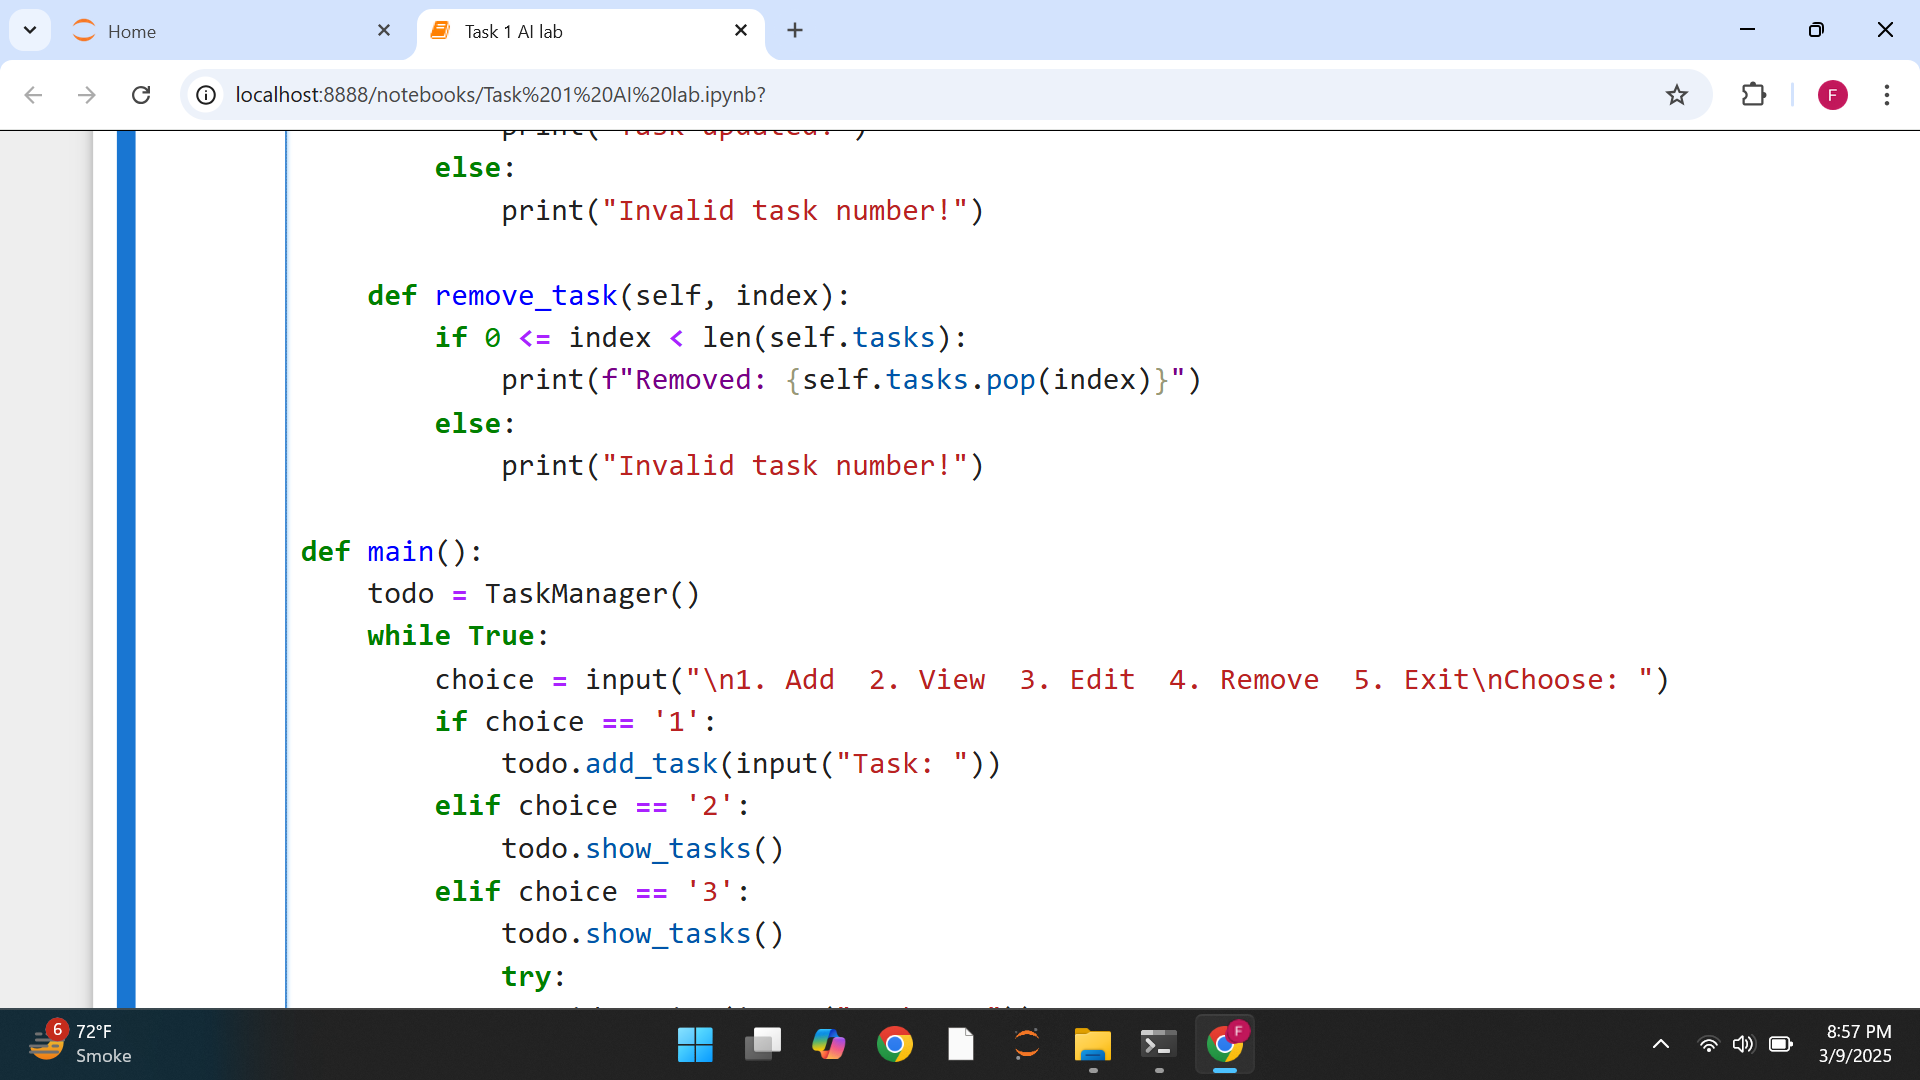 Home
Task 1 AI lab
localhost:8888/notebooks/Task%201%20AI%20lab.ipynb?
F
print("Task updated!")
else:
print("Invalid task number!")
def remove_task(self, index):
if 0 <= index < len(self.tasks):
print(f"Removed: {self.tasks.pop(index)}")
else:
print("Invalid task number!")
def main():
todo = TaskManager()
while True:
choice = input("\n1. Add  2. View  3. Edit  4. Remove  5. Exit\nChoose: ")
if choice == '1':
todo.add_task(input("Task: "))
elif choice == '2':
todo.show_tasks()
elif choice == '3':
todo.show_tasks()
try:
6
72°F
Smoke
F
8:57 PM
3/9/2025